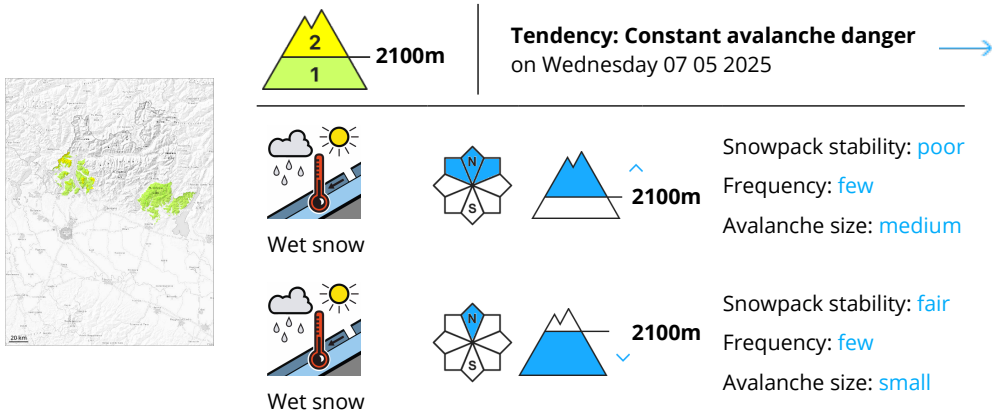 2
1
2100m
Tendency: Constant avalanche danger
on Wednesday 07 05 2025
20 km
Wet snow
N
S
2100m
Snowpack stability: poor
Frequency: few
Avalanche size: medium
Wet snow
N
S
2100m
Snowpack stability: fair
Frequency: few
Avalanche size: small